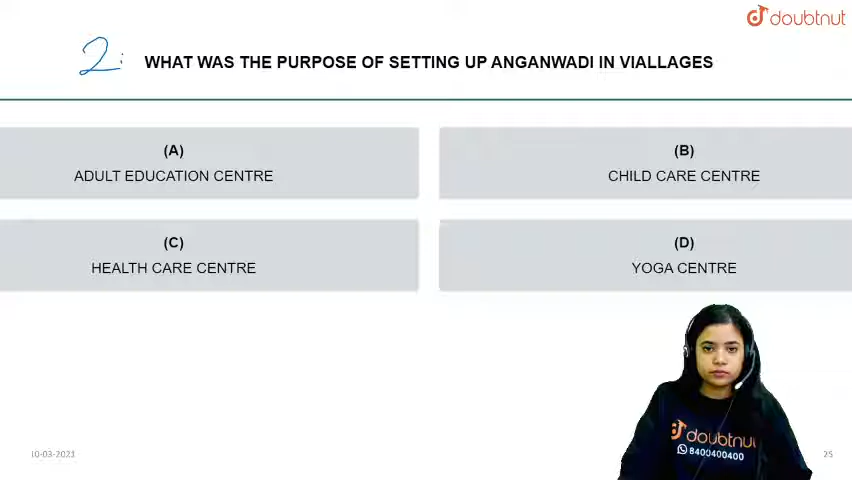 doubtnut
2.
WHAT WAS THE PURPOSE OF SETTING UP ANGANWADI IN VIALLAGES
(A)
ADULT EDUCATION CENTRE
(B)
CHILD CARE CENTRE
(C)
HEALTH CARE CENTRE
(D)
YOGA CENTRE
doubtnut
8400400400
10-03-2023
25